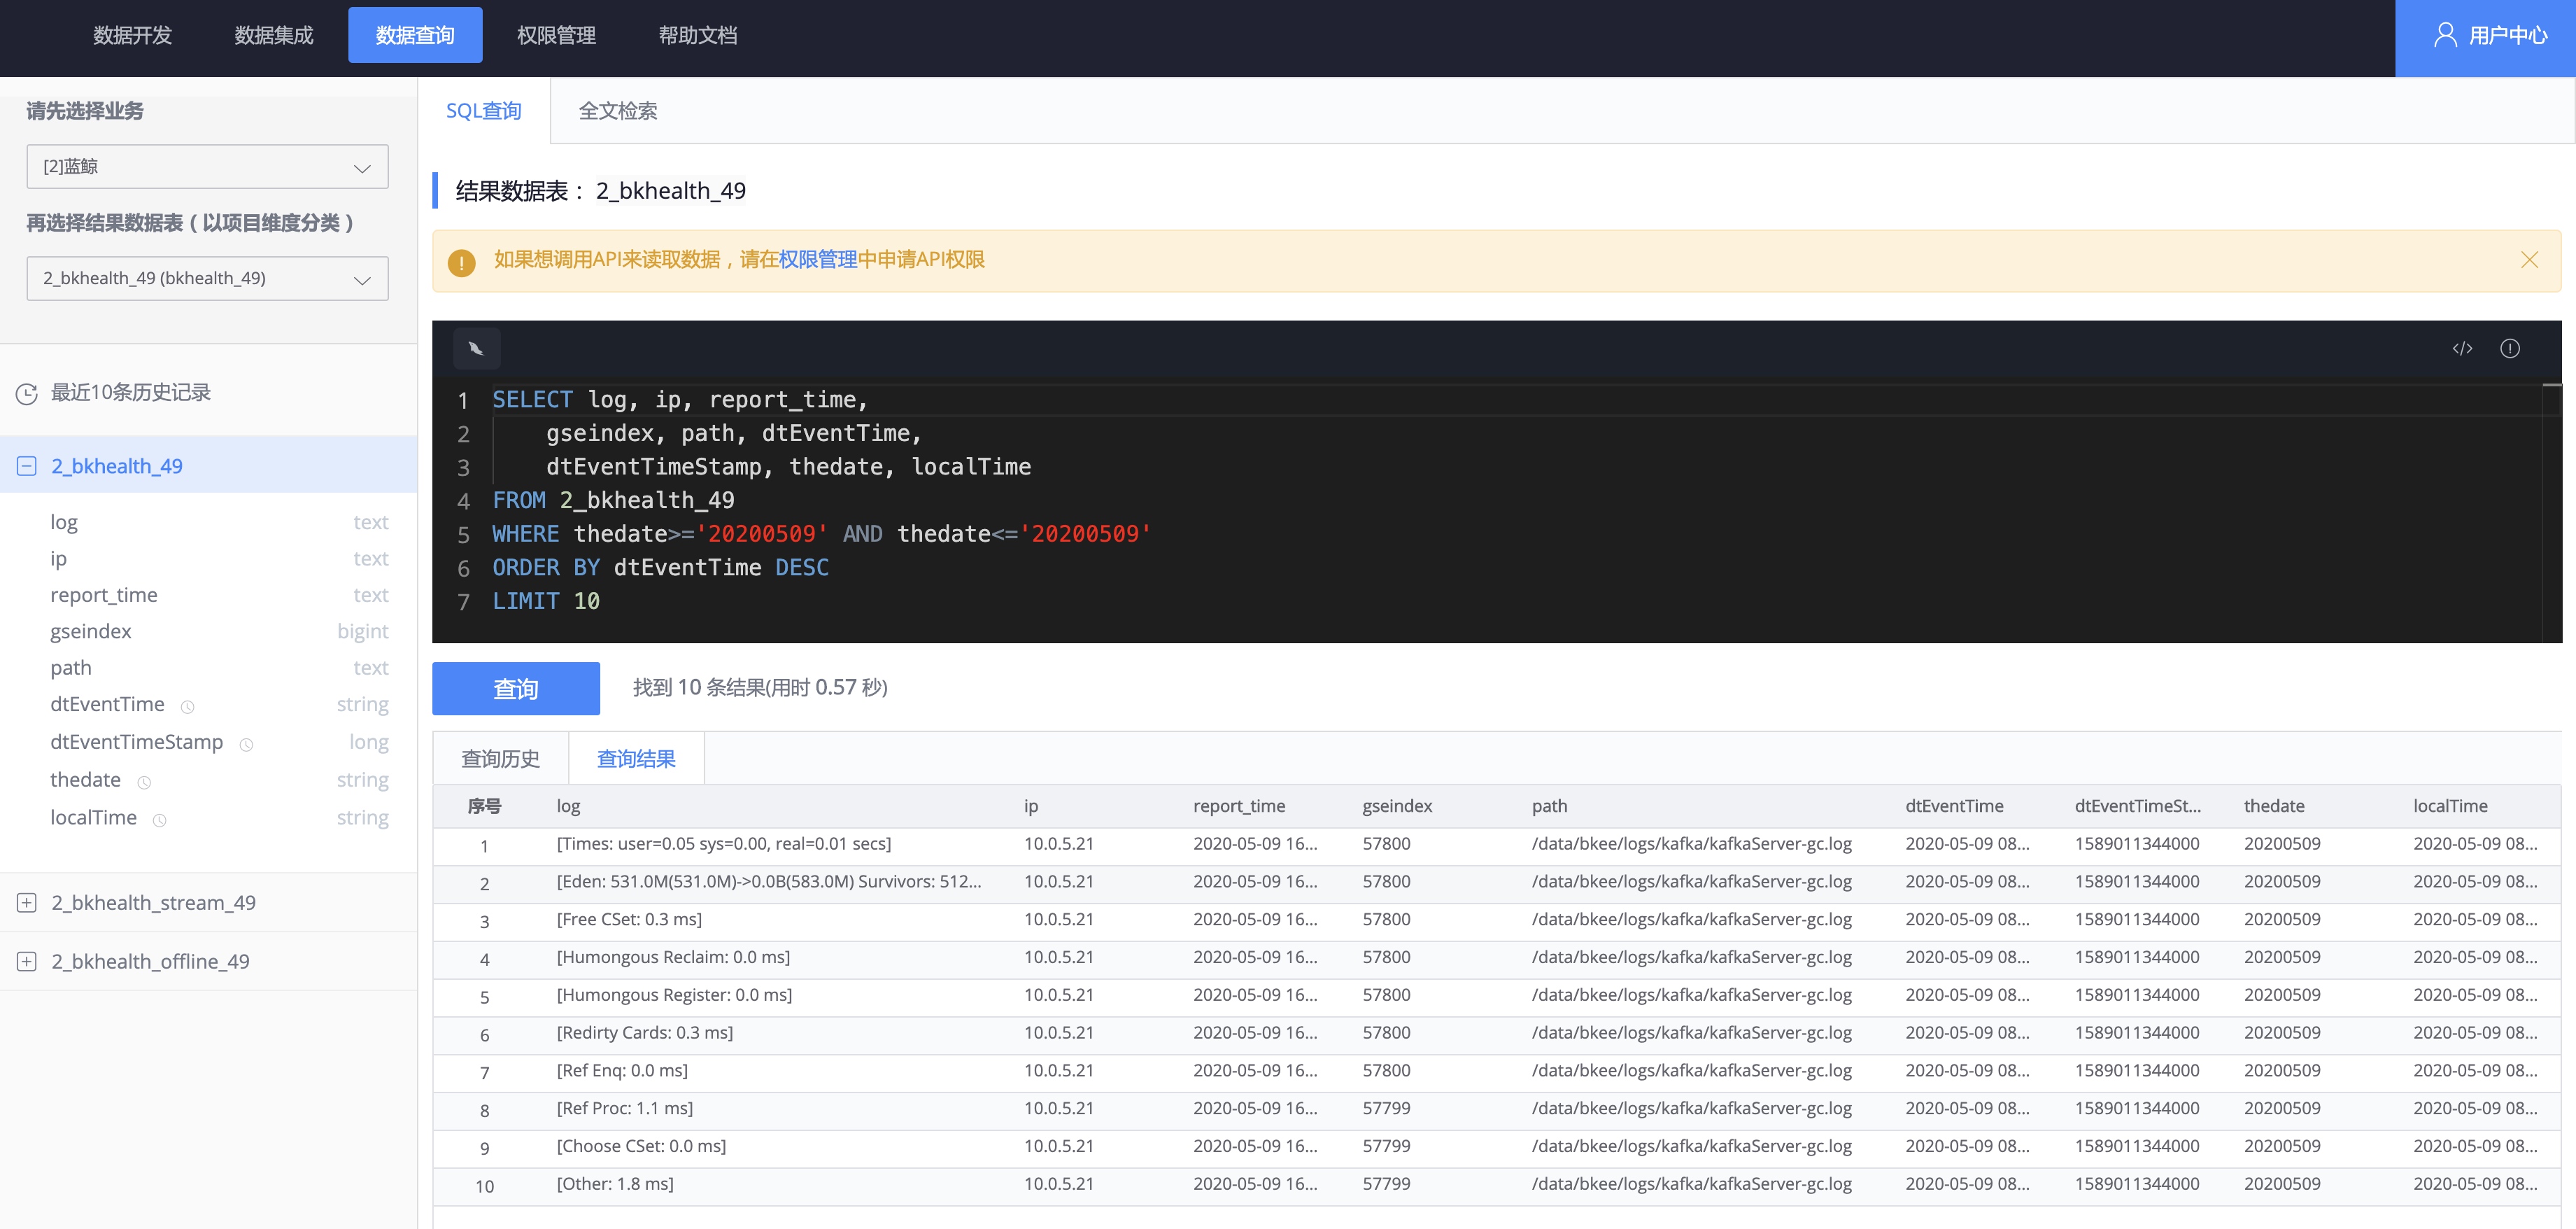 数据开发 数据集成 数据查询 权限管理 帮助文档 用户中心
请先选择业务
[2]蓝鲸
再选择结果数据表（以项目维度分类）
2_bkhealth_49 (bkhealth_49)
最近10条历史记录
2_bkhealth_49
log text
ip text
report_time text
gseindex bigint
path text
dtEventTime string
dtEventTimeStamp long
thedate string
localTime string
2_bkhealth_stream_49
2_bkhealth_offline_49
SQL查询 全文检索
结果数据表： 2_bkhealth_49
如果想调用API来读取数据，请在权限管理中申请API权限
1 SELECT log, ip, report_time,
2 gseindex, path, dtEventTime,
3 dtEventTimeStamp, thedate, localTime
4 FROM 2_bkhealth_49
5 WHERE thedate>='20200509' AND thedate<='20200509'
6 ORDER BY dtEventTime DESC
7 LIMIT 10
查询 找到 10 条结果(用时 0.57 秒)
查询历史 查询结果
序号 log ip report_time gseindex path dtEventTime dtEventTimeSt... thedate localTime
1 [Times: user=0.05 sys=0.00, real=0.01 secs] 10.0.5.21 2020-05-09 16... 57800 /data/bkee/logs/kafka/kafkaServer-gc.log 2020-05-09 08... 1589011344000 20200509 2020-05-09 08...
2 [Eden: 531.0M(531.0M)->0.0B(583.0M) Survivors: 512... 10.0.5.21 2020-05-09 16... 57800 /data/bkee/logs/kafka/kafkaServer-gc.log 2020-05-09 08... 1589011344000 20200509 2020-05-09 08...
3 [Free CSet: 0.3 ms] 10.0.5.21 2020-05-09 16... 57800 /data/bkee/logs/kafka/kafkaServer-gc.log 2020-05-09 08... 1589011344000 20200509 2020-05-09 08...
4 [Humongous Reclaim: 0.0 ms] 10.0.5.21 2020-05-09 16... 57800 /data/bkee/logs/kafka/kafkaServer-gc.log 2020-05-09 08... 1589011344000 20200509 2020-05-09 08...
5 [Humongous Register: 0.0 ms] 10.0.5.21 2020-05-09 16... 57800 /data/bkee/logs/kafka/kafkaServer-gc.log 2020-05-09 08... 1589011344000 20200509 2020-05-09 08...
6 [Redirty Cards: 0.3 ms] 10.0.5.21 2020-05-09 16... 57800 /data/bkee/logs/kafka/kafkaServer-gc.log 2020-05-09 08... 1589011344000 20200509 2020-05-09 08...
7 [Ref Enq: 0.0 ms] 10.0.5.21 2020-05-09 16... 57800 /data/bkee/logs/kafka/kafkaServer-gc.log 2020-05-09 08... 1589011344000 20200509 2020-05-09 08...
8 [Ref Proc: 1.1 ms] 10.0.5.21 2020-05-09 16... 57799 /data/bkee/logs/kafka/kafkaServer-gc.log 2020-05-09 08... 1589011344000 20200509 2020-05-09 08...
9 [Choose CSet: 0.0 ms] 10.0.5.21 2020-05-09 16... 57799 /data/bkee/logs/kafka/kafkaServer-gc.log 2020-05-09 08... 1589011344000 20200509 2020-05-09 08...
10 [Other: 1.8 ms] 10.0.5.21 2020-05-09 16... 57799 /data/bkee/logs/kafka/kafkaServer-gc.log 2020-05-09 08... 1589011344000 20200509 2020-05-09 08...